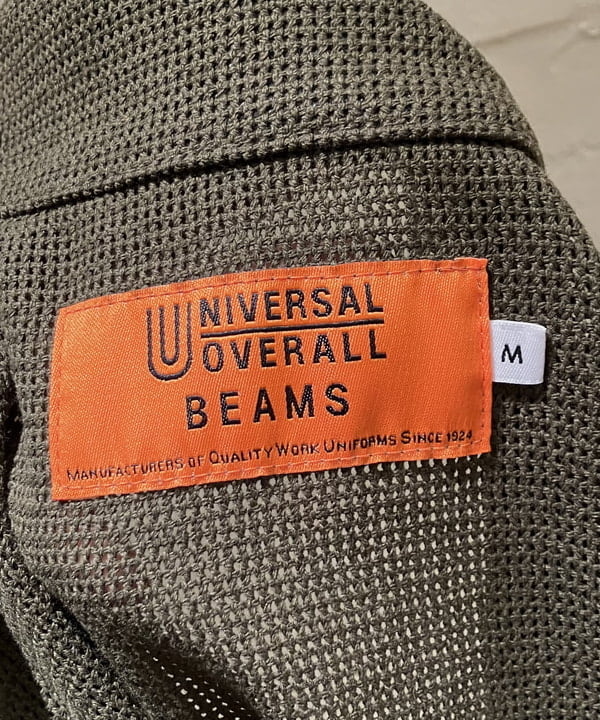 UNIVERSAL
OVERALL
BEAMS
MANUFACTURERS OF QUALITY WORK UNIFORMS SINCE 1924
M